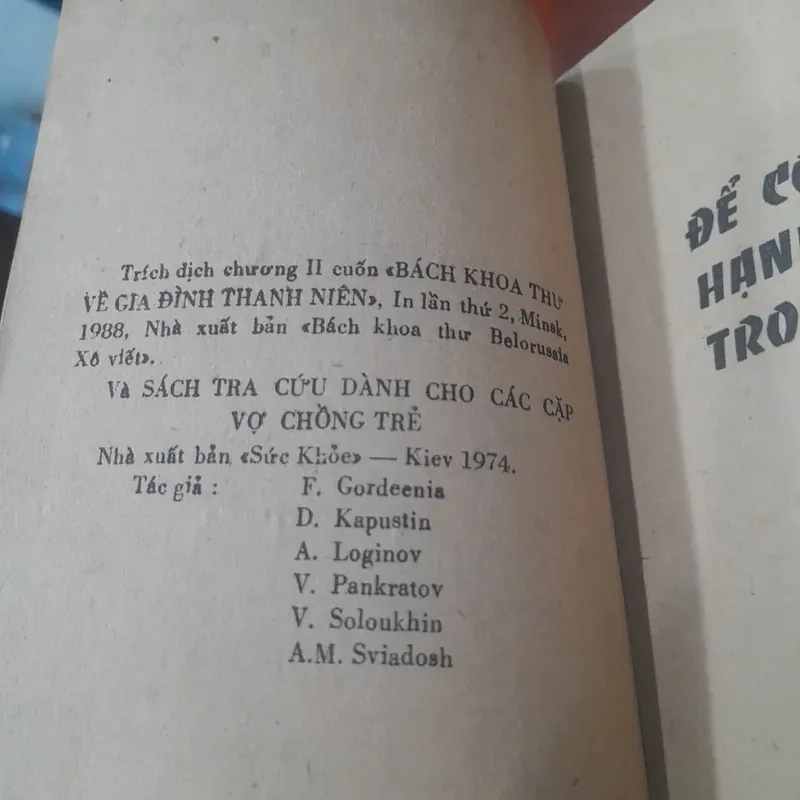 Trích dịch chương II cuốn «BÁCH KHOA THƯ
VỀ GIA ĐÌNH THANH NIÊN», In lần thứ 2, Minsk,
1988, Nhà xuất bản «Bách khoa thư Belorussia
Xô viết».
Và SÁCH TRA CỨU DÀNH CHO CÁC CẶP
VỢ CHỒNG TRẺ
Nhà xuất bản «Sức Khỏe» — Kiev 1974.
Tác giả : F. Gordeenia
D. Kapustin
A. Loginov
V. Pankratov
V. Soloukhin
A.M. Sviadosh
ĐỂ